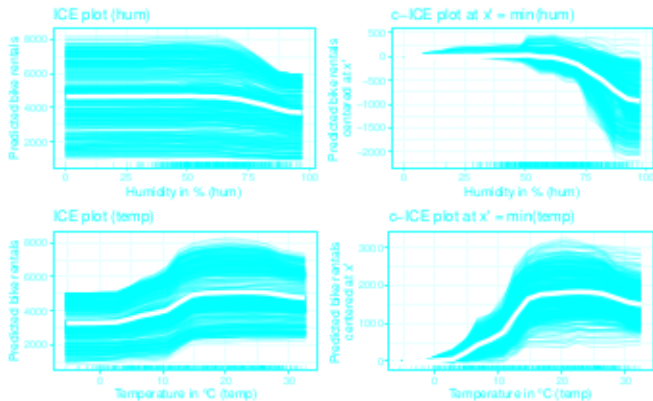 ICE plot (hum)
Predicted bike rentals
8000
6000
4000
2000
0
25
50
75
100
Humidity in % (hum)
c-ICE plot at x' = min(hum)
Predicted bike rentals
centered at x'
500
0
-500
-1000
-1500
-2000
0
25
50
75
100
Humidity in % (hum)
ICE plot (temp)
Predicted bike rentals
8000
6000
4000
2000
0
10
20
30
Temperature in °C (temp)
c-ICE plot at x' = min(temp)
Predicted bike rentals
centered at x'
3000
2000
1000
0
0
10
20
30
Temperature in °C (temp)